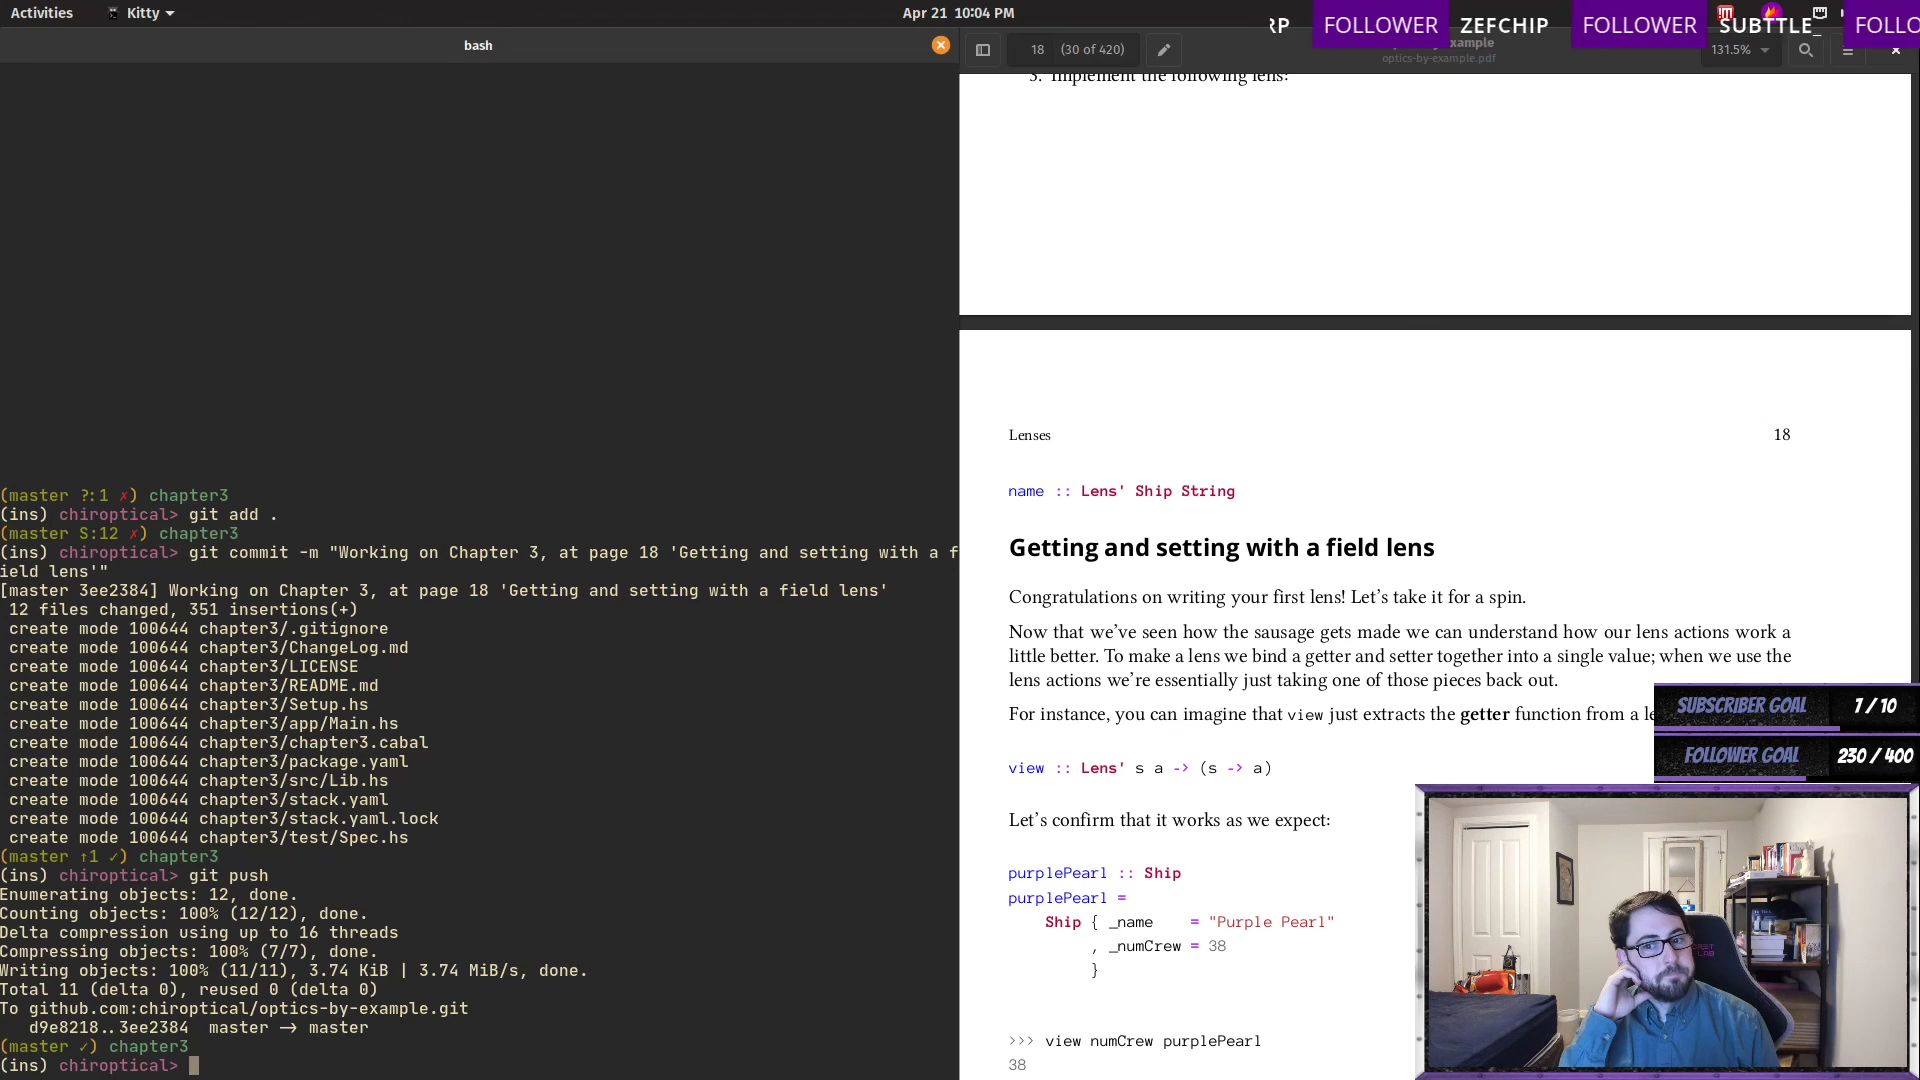 Activities
Kitty
Apr 21 10:04 PM
RP
FOLLOWER
ZEFCHIP
FOLLOWER
SUBTTLE_
FOLLO
bash
(master ?:1 ✗) chapter3
(ins) chiroptical> git add .
(master S:12 ✗) chapter3
(ins) chiroptical> git commit -m "Working on Chapter 3, at page 18 'Getting and setting with a f
ield lens'"
[master 3ee2384] Working on Chapter 3, at page 18 'Getting and setting with a field lens'
12 files changed, 351 insertions(+)
create mode 100644 chapter3/.gitignore
create mode 100644 chapter3/ChangeLog.md
create mode 100644 chapter3/LICENSE
create mode 100644 chapter3/README.md
create mode 100644 chapter3/Setup.hs
create mode 100644 chapter3/app/Main.hs
create mode 100644 chapter3/chapter3.cabal
create mode 100644 chapter3/package.yaml
create mode 100644 chapter3/src/Lib.hs
create mode 100644 chapter3/stack.yaml
create mode 100644 chapter3/stack.yaml.lock
create mode 100644 chapter3/test/Spec.hs
(master ↑1 ✓) chapter3
(ins) chiroptical> git push
Enumerating objects: 12, done.
Counting objects: 100% (12/12), done.
Delta compression using up to 16 threads
Compressing objects: 100% (7/7), done.
Writing objects: 100% (11/11), 3.74 KiB | 3.74 MiB/s, done.
Total 11 (delta 0), reused 0 (delta 0)
To github.com:chiroptical/optics-by-example.git
d9e8218..3ee2384 master -> master
(master ✓) chapter3
(ins) chiroptical>
18 (30 of 420)
optics-by-example.pdf
131.5%
3. Implement the following lens:
Lenses 18
name :: Lens' Ship String
Getting and setting with a field lens
Congratulations on writing your first lens! Let's take it for a spin.
Now that we've seen how the sausage gets made we can understand how our lens actions work a
little better. To make a lens we bind a getter and setter together into a single value; when we use the
lens actions we're essentially just taking one of those pieces back out.
For instance, you can imagine that view just extracts the getter function from a le
view :: Lens' s a -> (s -> a)
Let's confirm that it works as we expect:
purplePearl :: Ship
purplePearl =
Ship { _name = "Purple Pearl"
, _numCrew = 38
}
>>> view numCrew purplePearl
38
SUBSCRIBER GOAL 7 / 10
FOLLOWER GOAL 230 / 400